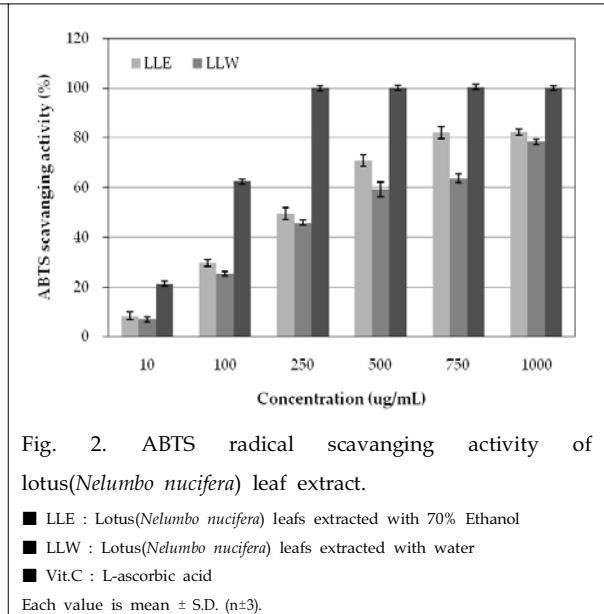 120
100
80
60
40
20
0
ABTS scavanging activity (%)
LLE LLW
10 100 250 500 750 1000
Concentration (ug/mL)
Fig. 2. ABTS radical scavanging activity of
lotus(Nelumbo nucifera) leaf extract.
■ LLE : Lotus(Nelumbo nucifera) leafs extracted with 70% Ethanol
■ LLW : Lotus(Nelumbo nucifera) leafs extracted with water
■ Vit.C : L-ascorbic acid
Each value is mean ± S.D. (n±3).